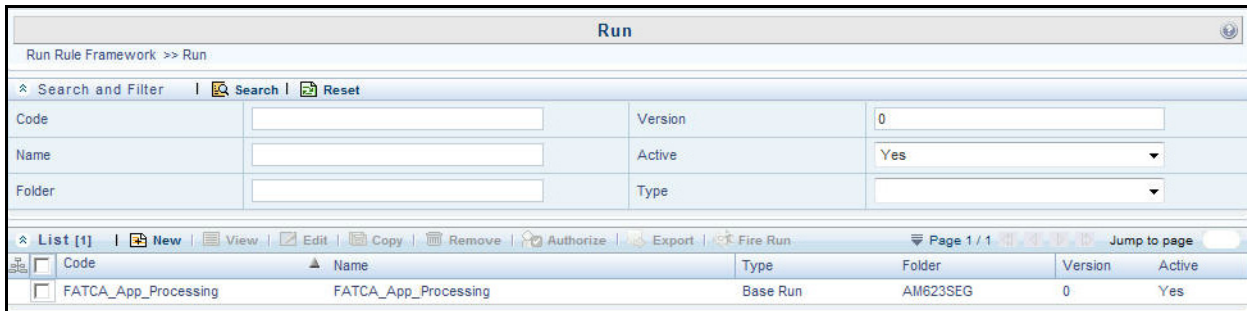 Run
Run Rule Framework >> Run
Search and Filter | Search | Reset
Code Version 0
Name Active Yes
Folder Type
List [1] | New | View | Edit | Copy | Remove | Authorize | Export | Fire Run Page 1 / 1 Jump to page
Code Name Type Folder Version Active
FATCA_App_Processing FATCA_App_Processing Base Run AM623SEG 0 Yes